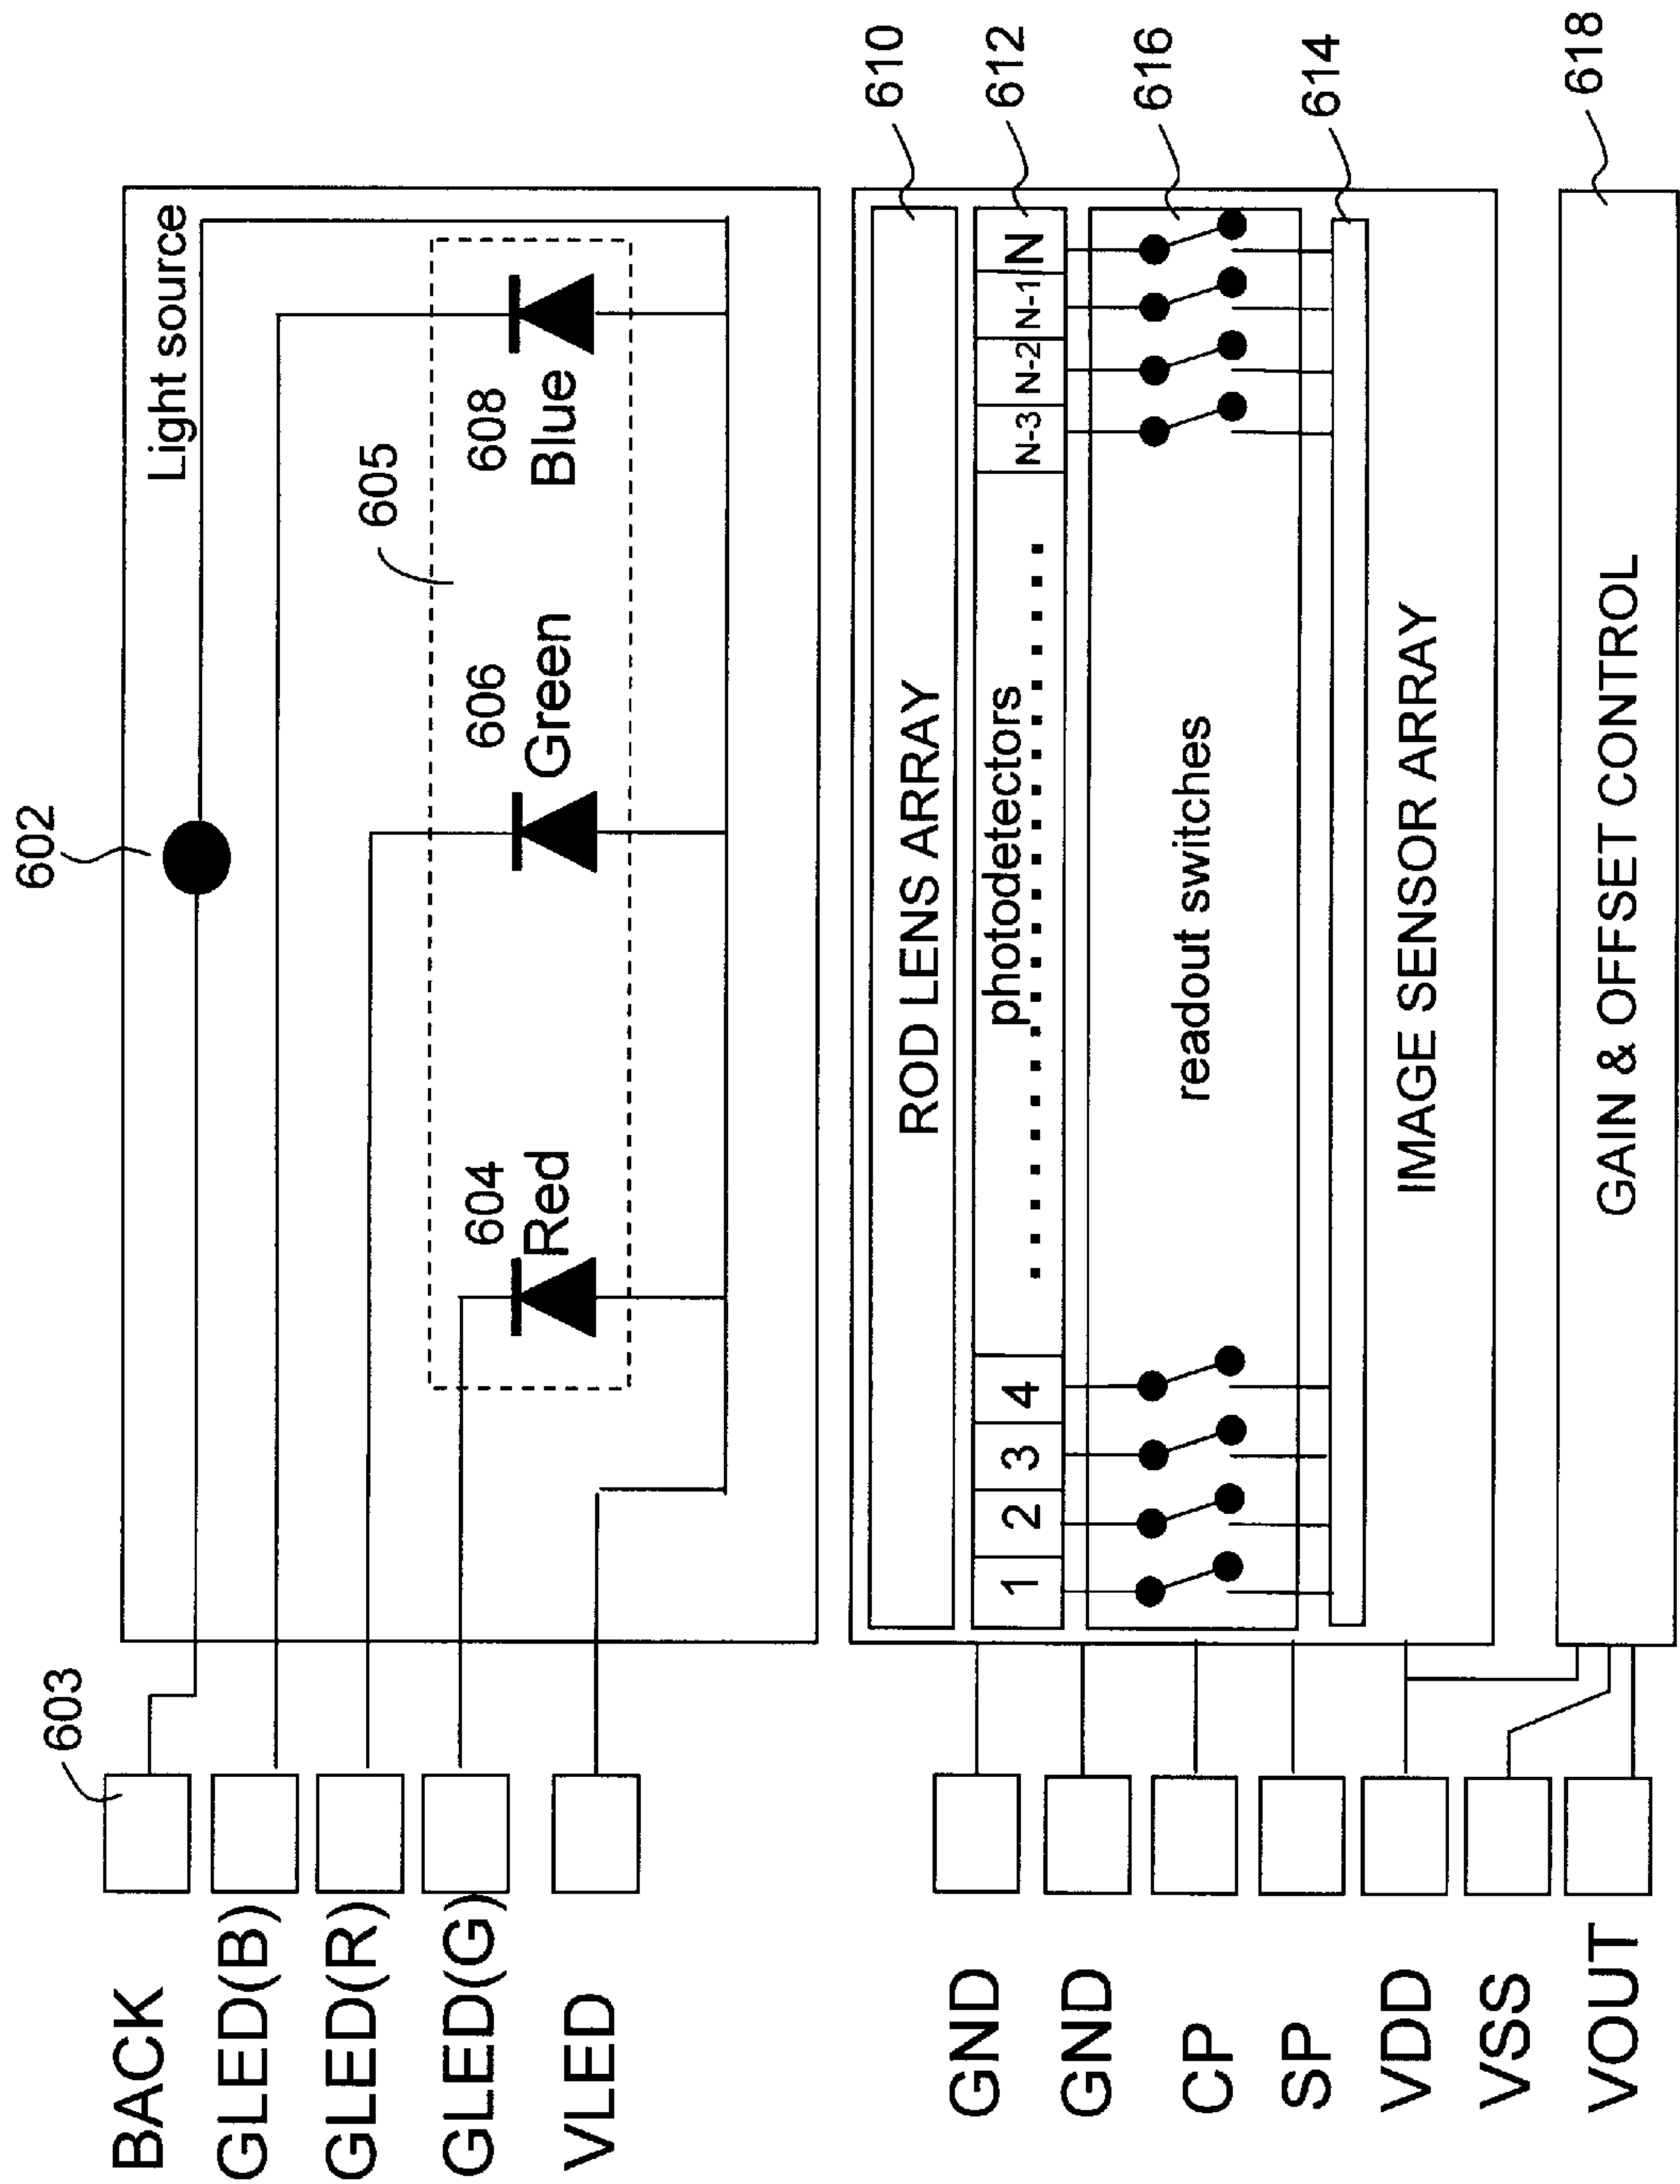 602
Light source
605
604
Red
606
Green
608
Blue
603
BACK
GLED(B)
GLED(R)
GLED(G)
VLED
610
612
616
614
618
ROD LENS ARRAY
photodetectors
1 2 3 4 N-3 N-2 N-1 N
readout switches
IMAGE SENSOR ARRAY
GAIN & OFFSET CONTROL
GND
GND
CP
SP
VDD
VSS
VOUT